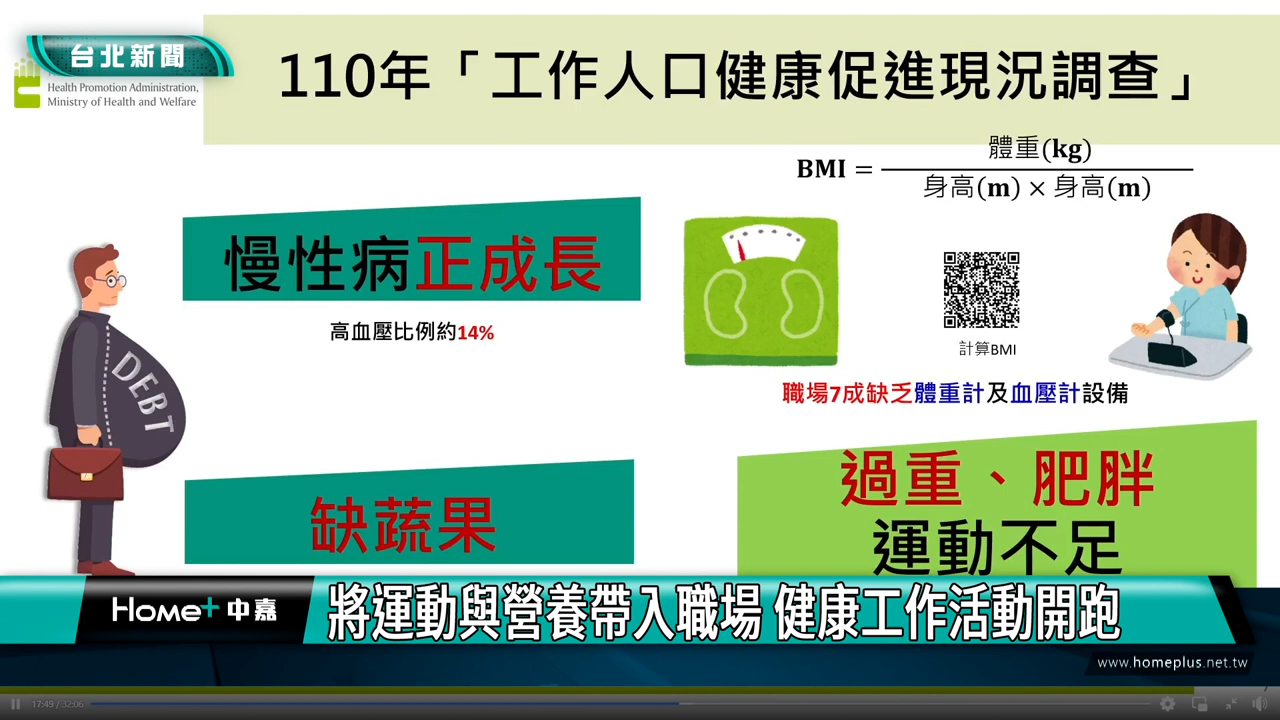 台北新聞
Health Promotion Administration,
Ministry of Health and Welfare
110年「工作人口健康促進現況調查」
BMI = 體重(kg)
身高(m) × 身高(m)
慢性病正成長
高血壓比例約14%
DEBT
計算BMI
職場7成缺乏體重計及血壓計設備
缺蔬果
過重、肥胖
運動不足
Home+中嘉
將運動與營養帶入職場 健康工作活動開跑
www.homeplus.net.tw
17:49 / 32:06